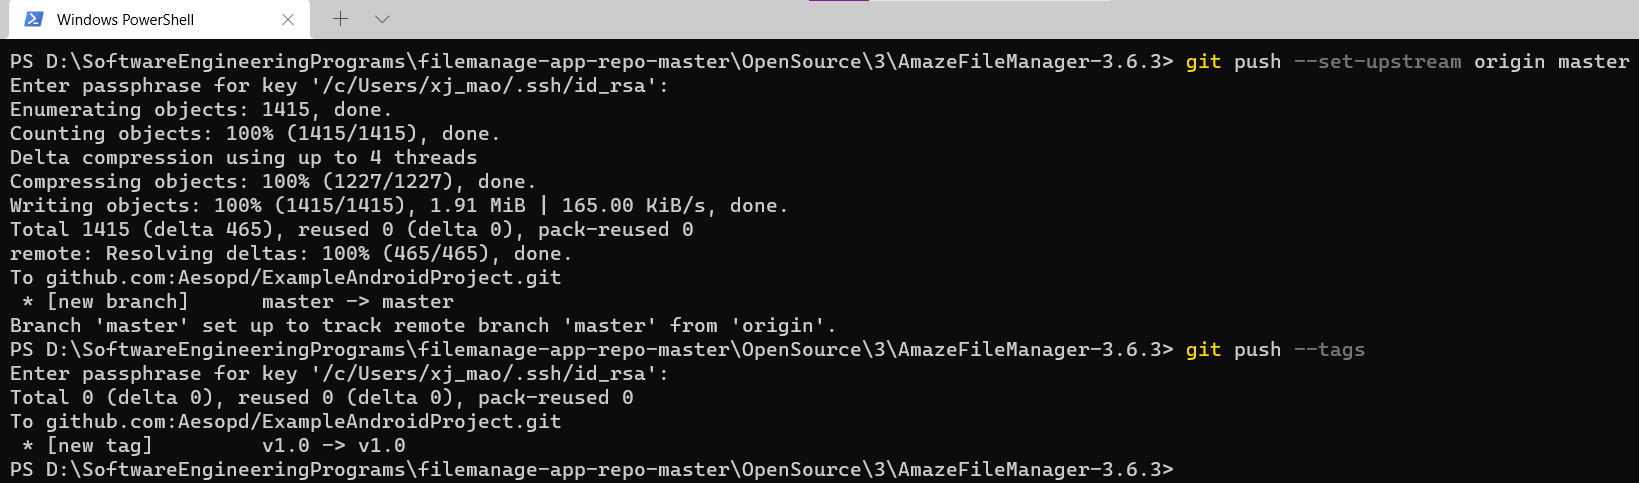 Windows PowerShell
PS D:\SoftwareEngineeringPrograms\filemanage-app-repo-master\OpenSource\3\AmazeFileManager-3.6.3> git push --set-upstream origin master
Enter passphrase for key '/c/Users/xj_mao/.ssh/id_rsa':
Enumerating objects: 1415, done.
Counting objects: 100% (1415/1415), done.
Delta compression using up to 4 threads
Compressing objects: 100% (1227/1227), done.
Writing objects: 100% (1415/1415), 1.91 MiB | 165.00 KiB/s, done.
Total 1415 (delta 465), reused 0 (delta 0), pack-reused 0
remote: Resolving deltas: 100% (465/465), done.
To github.com:Aesopd/ExampleAndroidProject.git
 * [new branch]      master -> master
Branch 'master' set up to track remote branch 'master' from 'origin'.
PS D:\SoftwareEngineeringPrograms\filemanage-app-repo-master\OpenSource\3\AmazeFileManager-3.6.3> git push --tags
Enter passphrase for key '/c/Users/xj_mao/.ssh/id_rsa':
Total 0 (delta 0), reused 0 (delta 0), pack-reused 0
To github.com:Aesopd/ExampleAndroidProject.git
 * [new tag]         v1.0 -> v1.0
PS D:\SoftwareEngineeringPrograms\filemanage-app-repo-master\OpenSource\3\AmazeFileManager-3.6.3>